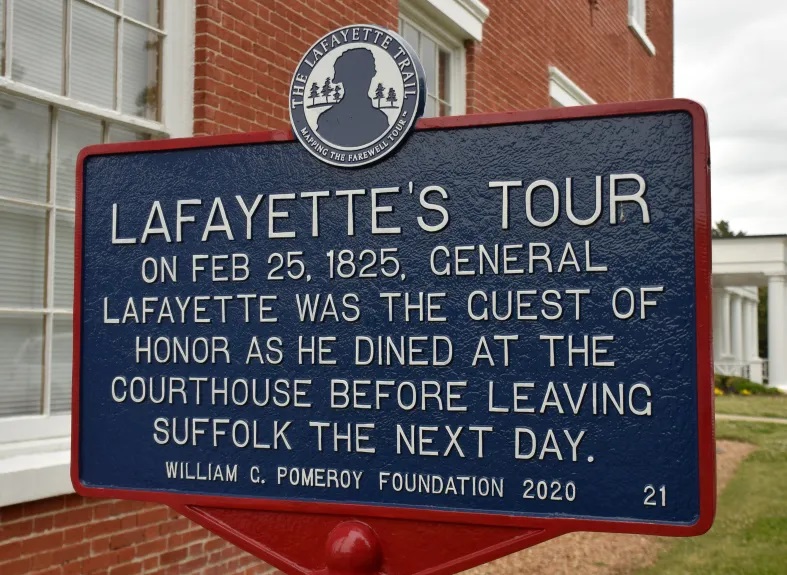 THE LAFAYETTE TRAIL
MAPPING THE FAREWELL TOUR™
LAFAYETTE'S TOUR
ON FEB 25, 1825, GENERAL
LAFAYETTE WAS THE GUEST OF
HONOR AS HE DINED AT THE
COURTHOUSE BEFORE LEAVING
SUFFOLK THE NEXT DAY.
WILLIAM G. POMEROY FOUNDATION 2020 21